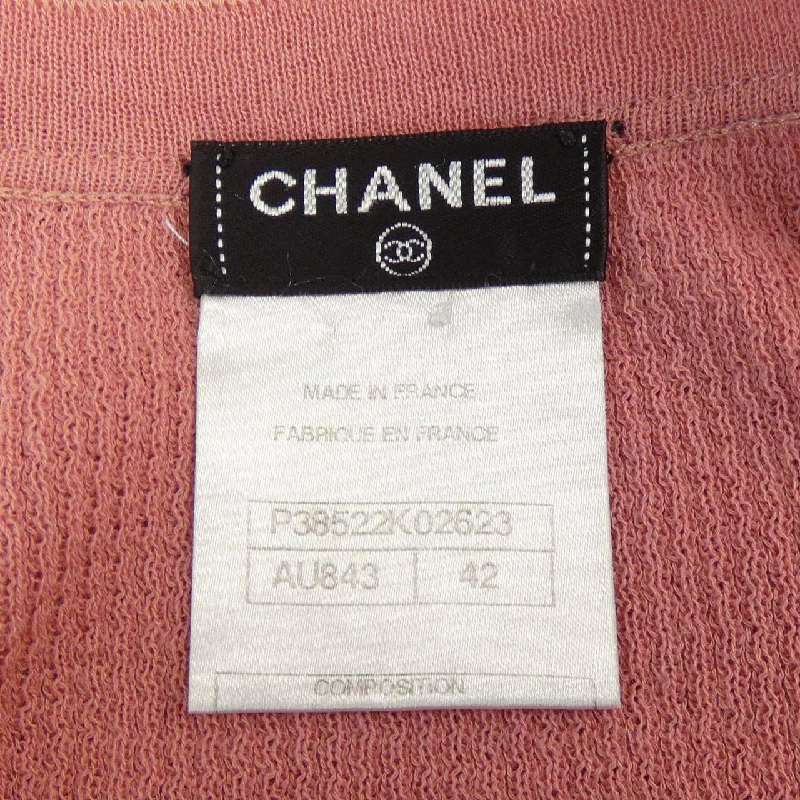 CHANEL
MADE IN FRANCE
FABRIQUE EN FRANCE
P38522K02623
AU843 42
COMPOSITION